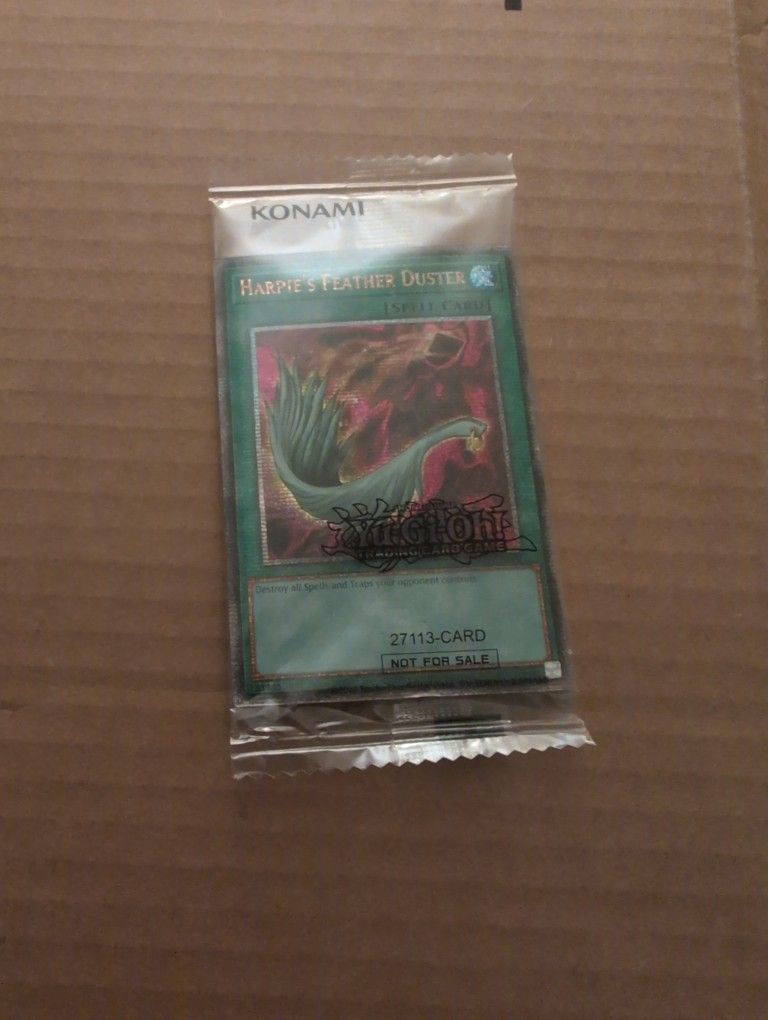 KONAMI
HARPIE'S FEATHER DUSTER
[SPELL CARD]
Yu-Gi-Oh!
TRADING CARD GAME
Destroy all Spells and Traps your opponent controls.
27113-CARD
NOT FOR SALE